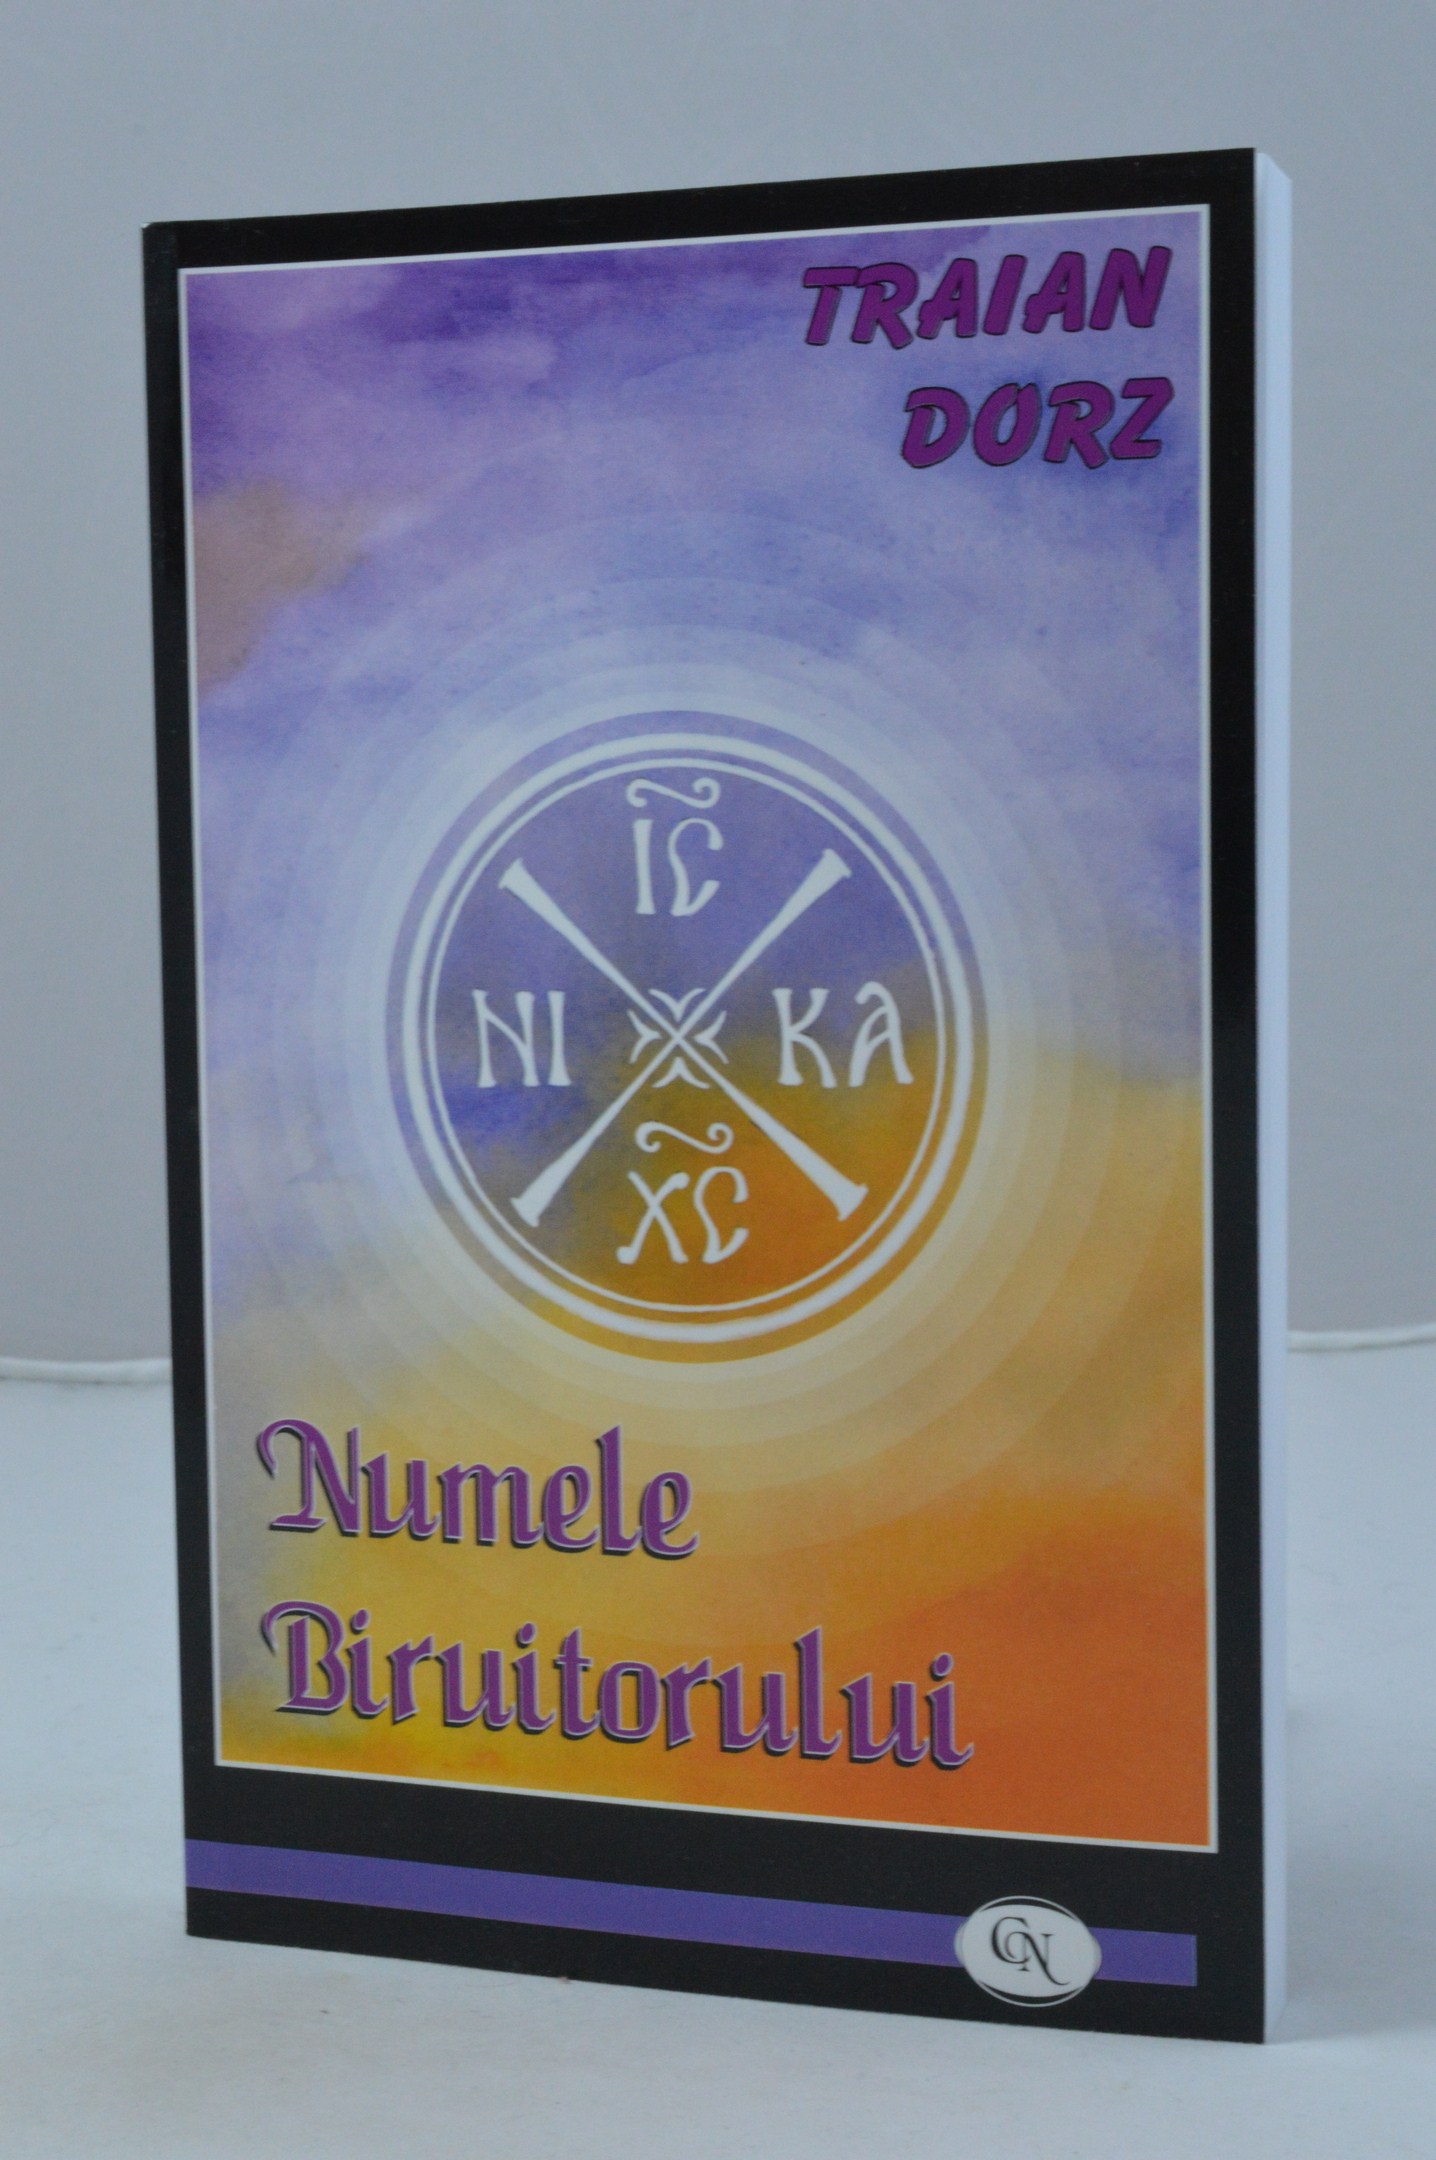 TRAIAN
DORZ
IC
NI KA
XC
Numele
Biruitorului
CN